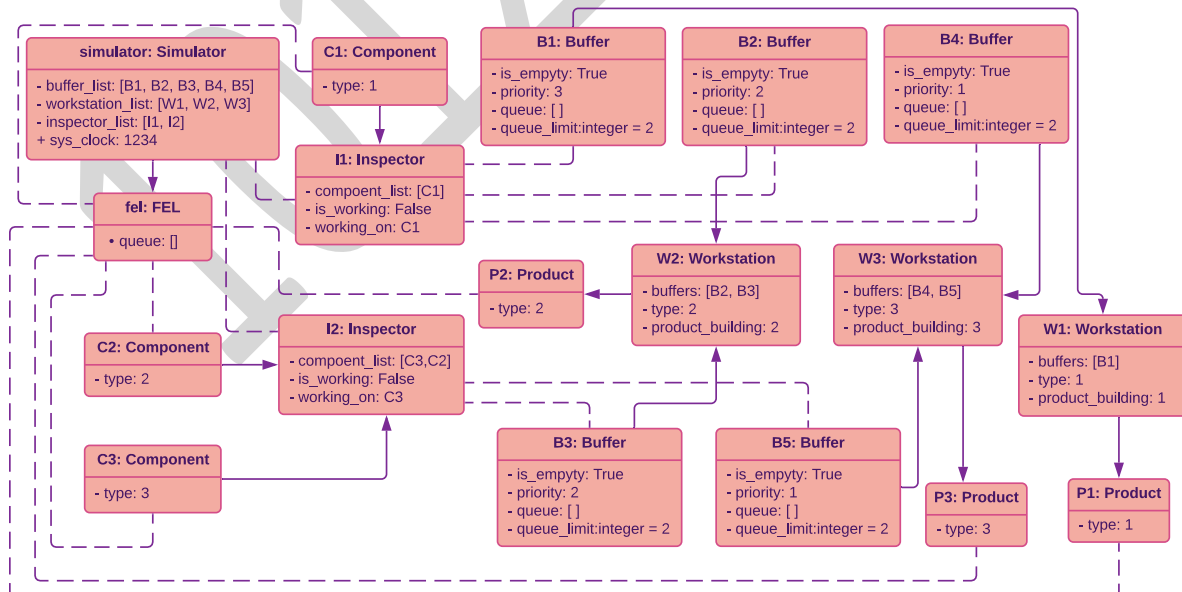 simulator: Simulator
- buffer_list: [B1, B2, B3, B4, B5]
- workstation_list: [W1, W2, W3]
- inspector_list: [I1, I2]
+ sys_clock: 1234
C1: Component
- type: 1
B1: Buffer
- is_empyty: True
- priority: 3
- queue: [ ]
- queue_limit:integer = 2
B2: Buffer
- is_empyty: True
- priority: 2
- queue: [ ]
- queue_limit:integer = 2
B4: Buffer
- is_empyty: True
- priority: 1
- queue: [ ]
- queue_limit:integer = 2
I1: Inspector
- compoent_list: [C1]
- is_working: False
- working_on: C1
fel: FEL
• queue: []
P2: Product
- type: 2
W2: Workstation
- buffers: [B2, B3]
- type: 2
- product_building: 2
W3: Workstation
- buffers: [B4, B5]
- type: 3
- product_building: 3
W1: Workstation
- buffers: [B1]
- type: 1
- product_building: 1
I2: Inspector
- compoent_list: [C3,C2]
- is_working: False
- working_on: C3
C2: Component
- type: 2
C3: Component
- type: 3
B3: Buffer
- is_empyty: True
- priority: 2
- queue: [ ]
- queue_limit:integer = 2
B5: Buffer
- is_empyty: True
- priority: 1
- queue: [ ]
- queue_limit:integer = 2
P3: Product
- type: 3
P1: Product
- type: 1